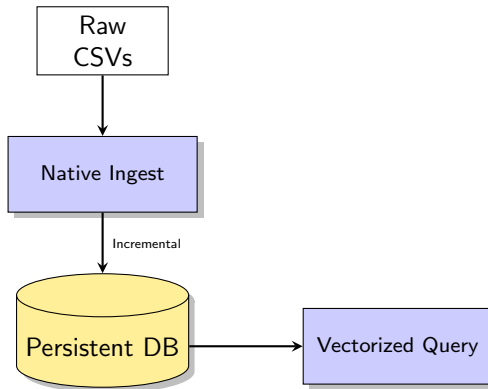 Raw
CSVs
Native Ingest
Incremental
Persistent DB
Vectorized Query